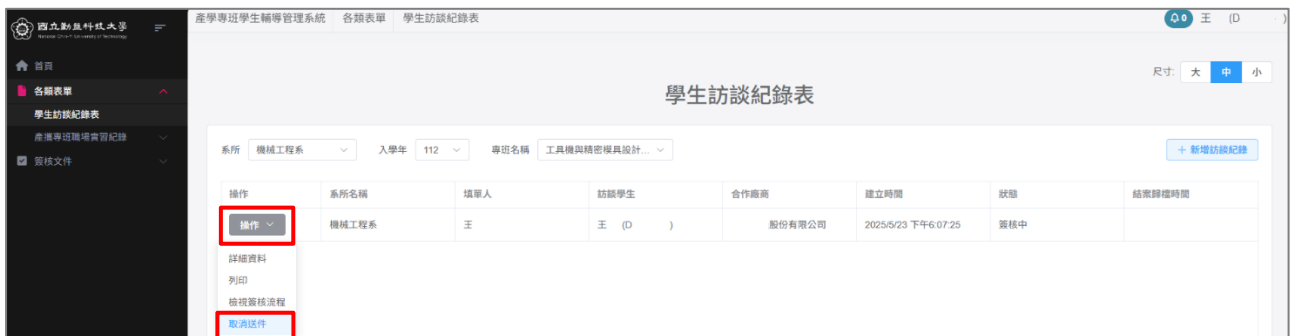 國立勤益科技大學
National Chin-Yi University of Technology
產學專班學生輔導管理系統 各類表單 學生訪談紀錄表
0 王 (D )
首頁
各類表單
學生訪談紀錄表
產攜專班職場實習紀錄
簽核文件
尺寸: 大 中 小
學生訪談紀錄表
系所 機械工程系 入學年 112 專班名稱 工具機與精密模具設計...
+ 新增訪談紀錄
操作 系所名稱 填單人 訪談學生 合作廠商 建立時間 狀態 結案歸檔時間
操作 機械工程系 王 王 (D ) 股份有限公司 2025/5/23 下午6:07:25 簽核中
詳細資料
列印
檢視簽核流程
取消送件